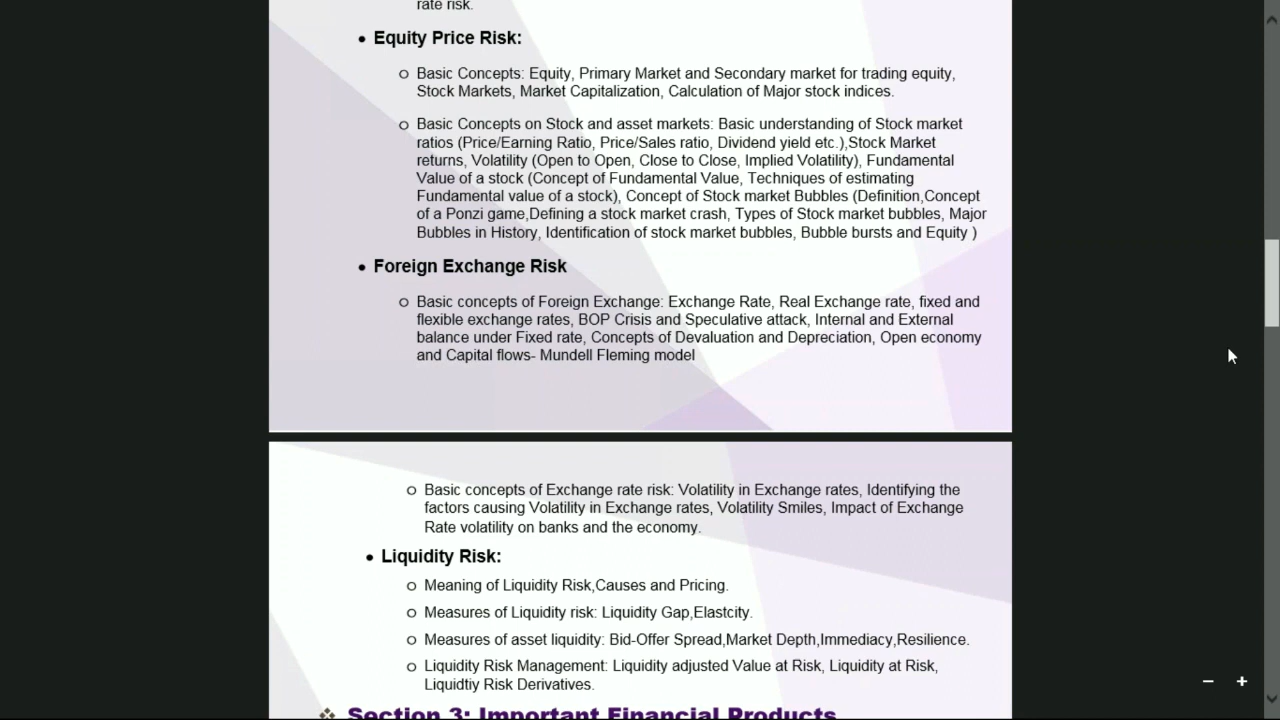 rate risk.
• Equity Price Risk:
o Basic Concepts: Equity, Primary Market and Secondary market for trading equity,
Stock Markets, Market Capitalization, Calculation of Major stock indices.
o Basic Concepts on Stock and asset markets: Basic understanding of Stock market
ratios (Price/Earning Ratio, Price/Sales ratio, Dividend yield etc.),Stock Market
returns, Volatility (Open to Open, Close to Close, Implied Volatility), Fundamental
Value of a stock (Concept of Fundamental Value, Techniques of estimating
Fundamental value of a stock), Concept of Stock market Bubbles (Definition,Concept
of a Ponzi game,Defining a stock market crash, Types of Stock market bubbles, Major
Bubbles in History, Identification of stock market bubbles, Bubble bursts and Equity )
• Foreign Exchange Risk
o Basic concepts of Foreign Exchange: Exchange Rate, Real Exchange rate, fixed and
flexible exchange rates, BOP Crisis and Speculative attack, Internal and External
balance under Fixed rate, Concepts of Devaluation and Depreciation, Open economy
and Capital flows- Mundell Fleming model
o Basic concepts of Exchange rate risk: Volatility in Exchange rates, Identifying the
factors causing Volatility in Exchange rates, Volatility Smiles, Impact of Exchange
Rate volatility on banks and the economy.
• Liquidity Risk:
o Meaning of Liquidity Risk,Causes and Pricing.
o Measures of Liquidity risk: Liquidity Gap,Elastcity.
o Measures of asset liquidity: Bid-Offer Spread,Market Depth,Immediacy,Resilience.
o Liquidity Risk Management: Liquidity adjusted Value at Risk, Liquidity at Risk,
Liquidtiy Risk Derivatives.
❖ Section 3: Important Financial Products